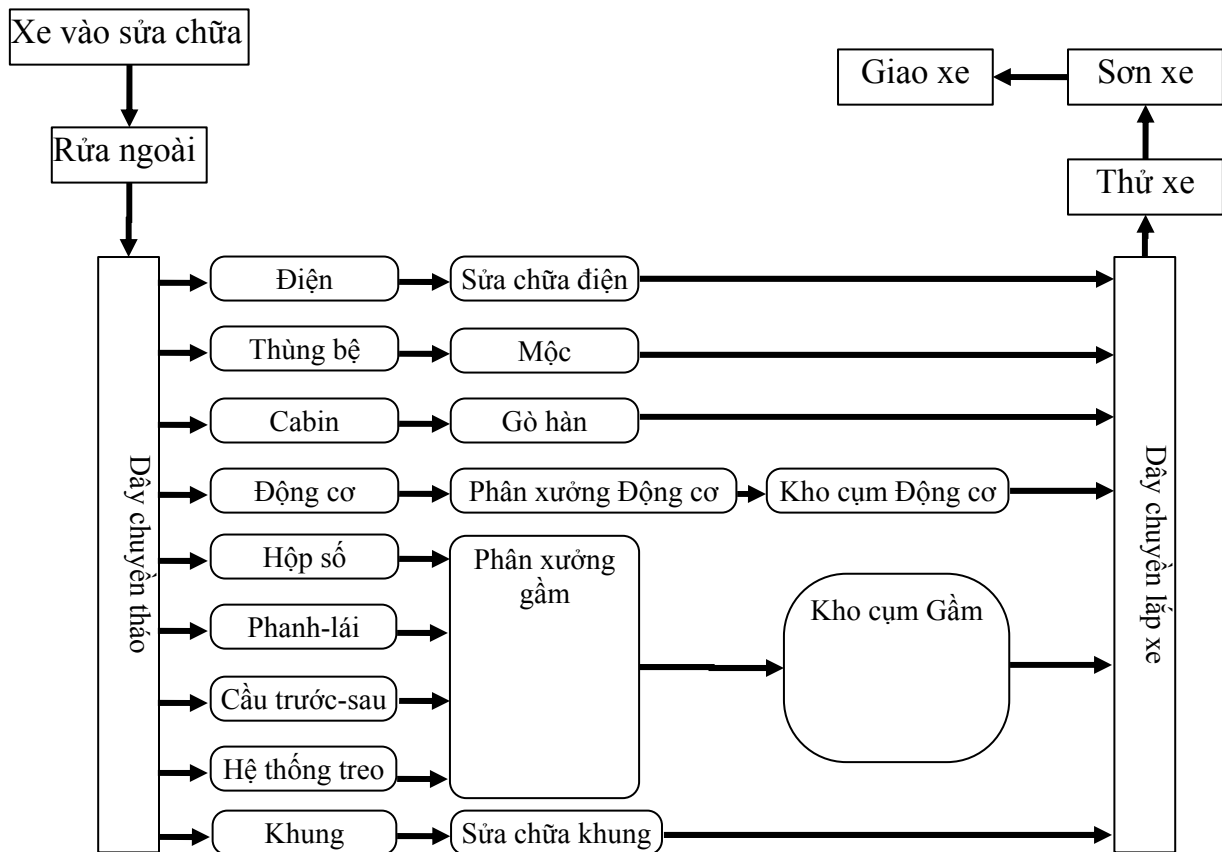 Xe vào sửa chữa
Giao xe
Sơn xe
Rửa ngoài
Thử xe
Điện
Sửa chữa điện
Thùng bệ
Mộc
Cabin
Gò hàn
Dây chuyền tháo
Động cơ
Phân xưởng Động cơ
Kho cụm Động cơ
Dây chuyền lắp xe
Hộp số
Phân xưởng
gầm
Phanh-lái
Kho cụm Gầm
Cầu trước-sau
Hệ thống treo
Khung
Sửa chữa khung